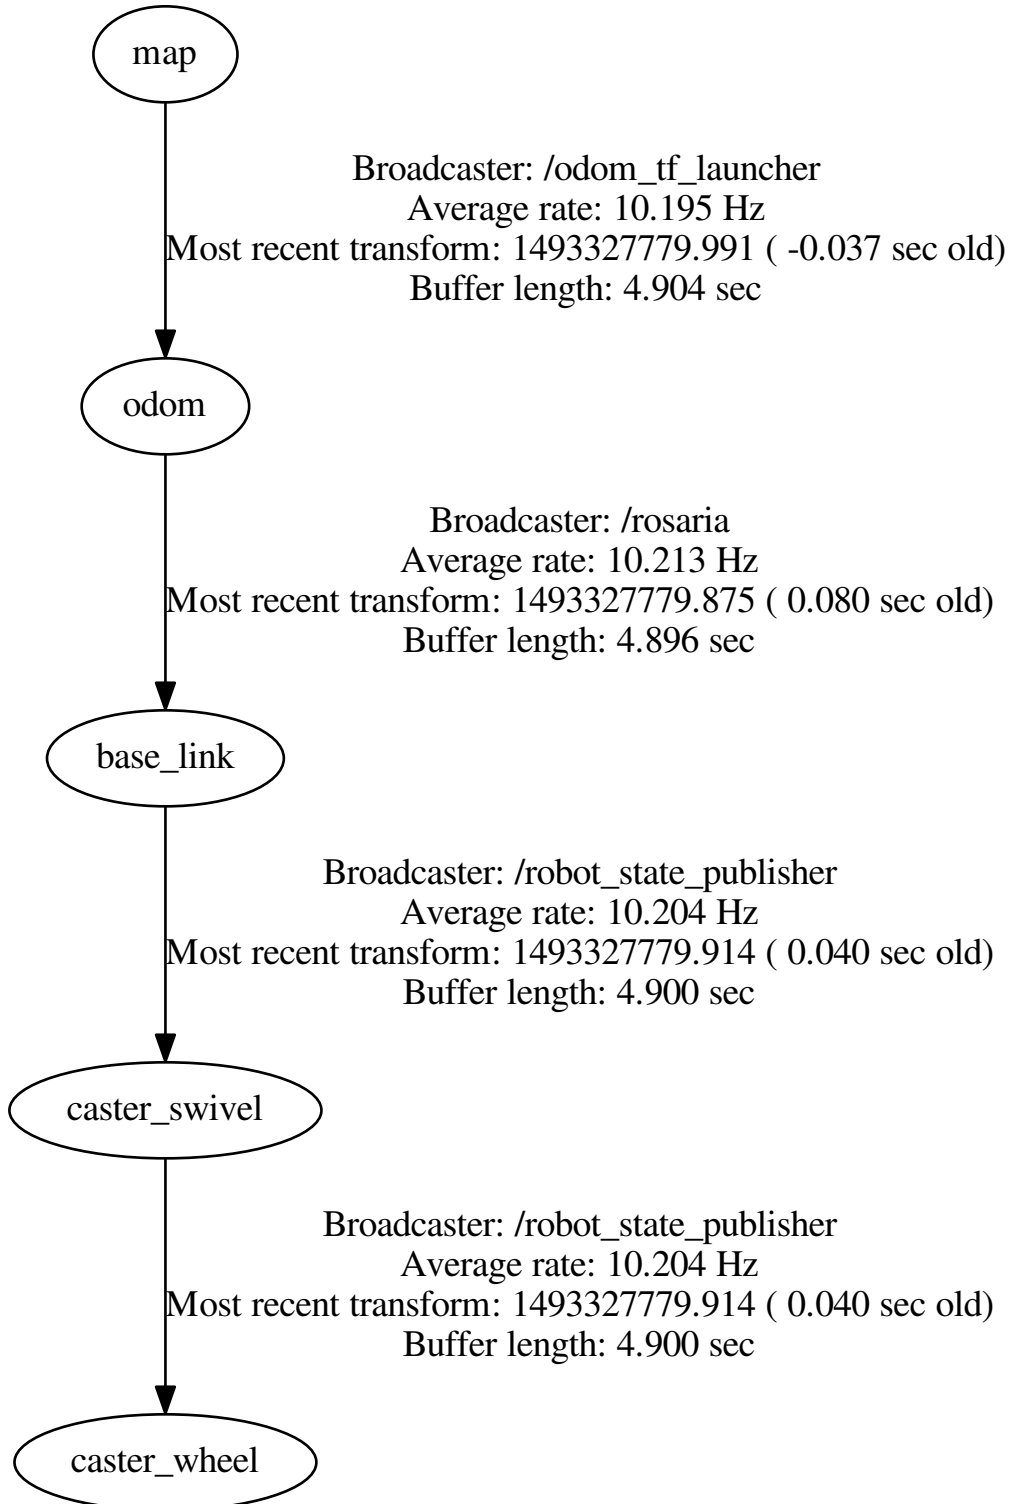 map
Broadcaster: /odom_tf_launcher
Average rate: 10.195 Hz
Most recent transform: 1493327779.991 ( -0.037 sec old)
Buffer length: 4.904 sec
odom
Broadcaster: /rosaria
Average rate: 10.213 Hz
Most recent transform: 1493327779.875 ( 0.080 sec old)
Buffer length: 4.896 sec
base_link
Broadcaster: /robot_state_publisher
Average rate: 10.204 Hz
Most recent transform: 1493327779.914 ( 0.040 sec old)
Buffer length: 4.900 sec
caster_swivel
Broadcaster: /robot_state_publisher
Average rate: 10.204 Hz
Most recent transform: 1493327779.914 ( 0.040 sec old)
Buffer length: 4.900 sec
caster_wheel